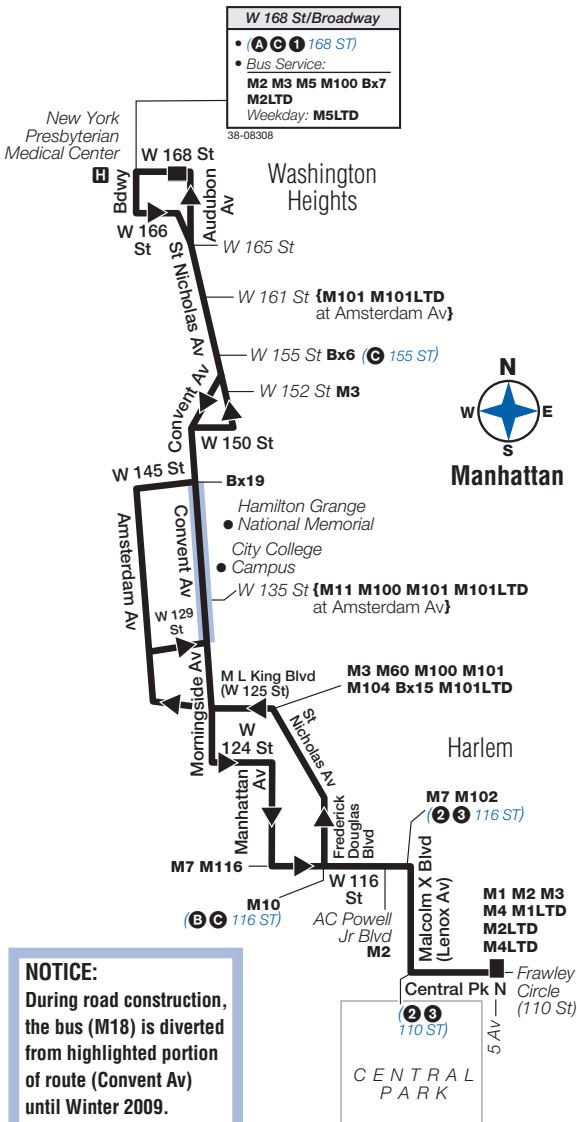 W 168 St/Broadway
• (A C 1 168 ST)
• Bus Service:
M2 M3 M5 M100 Bx7
M2LTD
Weekday: M5LTD
38-08308
New York
Presbyterian
Medical Center
H
W 168 St
Bdwy
Audubon
Av
W 166
St
Washington
Heights
W 165 St
St Nicholas Av
W 161 St {M101 M101LTD
at Amsterdam Av}
W 155 St Bx6 (C 155 ST)
Convent Av
W 152 St M3
W 150 St
N
W E
S
Manhattan
W 145 St
Bx19
Hamilton Grange
• National Memorial
City College
• Campus
Convent Av
Amsterdam Av
W 135 St {M11 M100 M101 M101LTD
at Amsterdam Av}
W 129
St
Morningside Av
M L King Blvd
(W 125 St)
M3 M60 M100 M101
M104 Bx15 M101LTD
St
Nicholas Av
W
124 St
Harlem
Manhattan
Av
Frederick
Douglas
Blvd
M7 M102
(2 3 116 ST)
M7 M116
W 116
St
M10
(B C 116 ST)
AC Powell
Jr Blvd
M2
Malcolm X Blvd
(Lenox Av)
M1 M2 M3
M4 M1LTD
M2LTD
M4LTD
Central Pk N
Frawley
Circle
(110 St)
5 Av
(2 3
110 ST)
CENTRAL
PARK
NOTICE:
During road construction,
the bus (M18) is diverted
from highlighted portion
of route (Convent Av)
until Winter 2009.